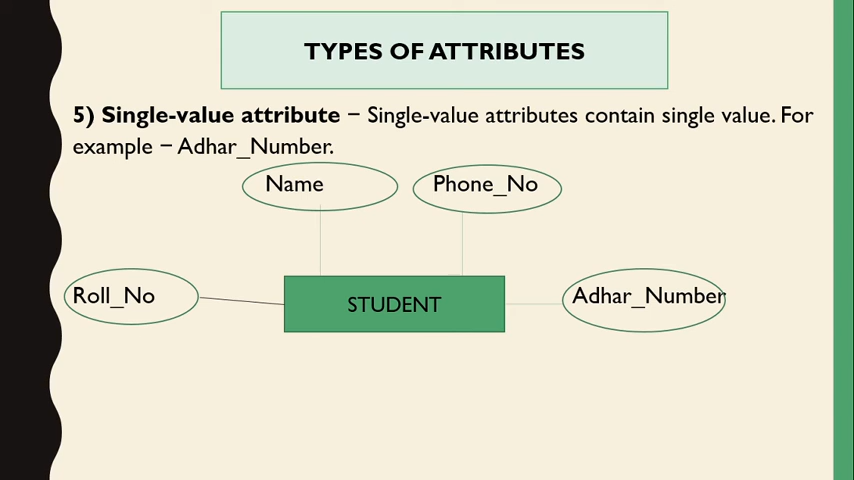 TYPES OF ATTRIBUTES
5) Single-value attribute − Single-value attributes contain single value. For
example − Adhar_Number.
Name
Phone_No
Roll_No
STUDENT
Adhar_Number